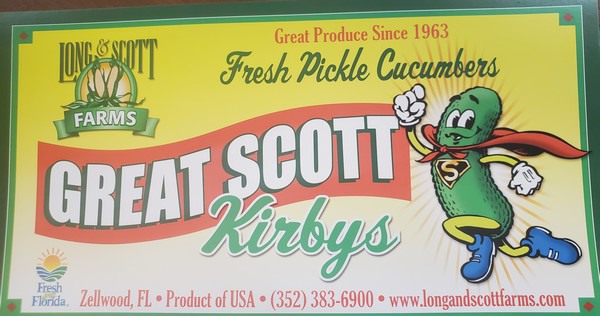 LONG & SCOTT
FARMS
Great Produce Since 1963
Fresh Pickle Cucumbers
GREAT SCOTT
Kirbys
S
Fresh
Florida
Zellwood, FL • Product of USA • (352) 383-6900 • www.longandscottfarms.com